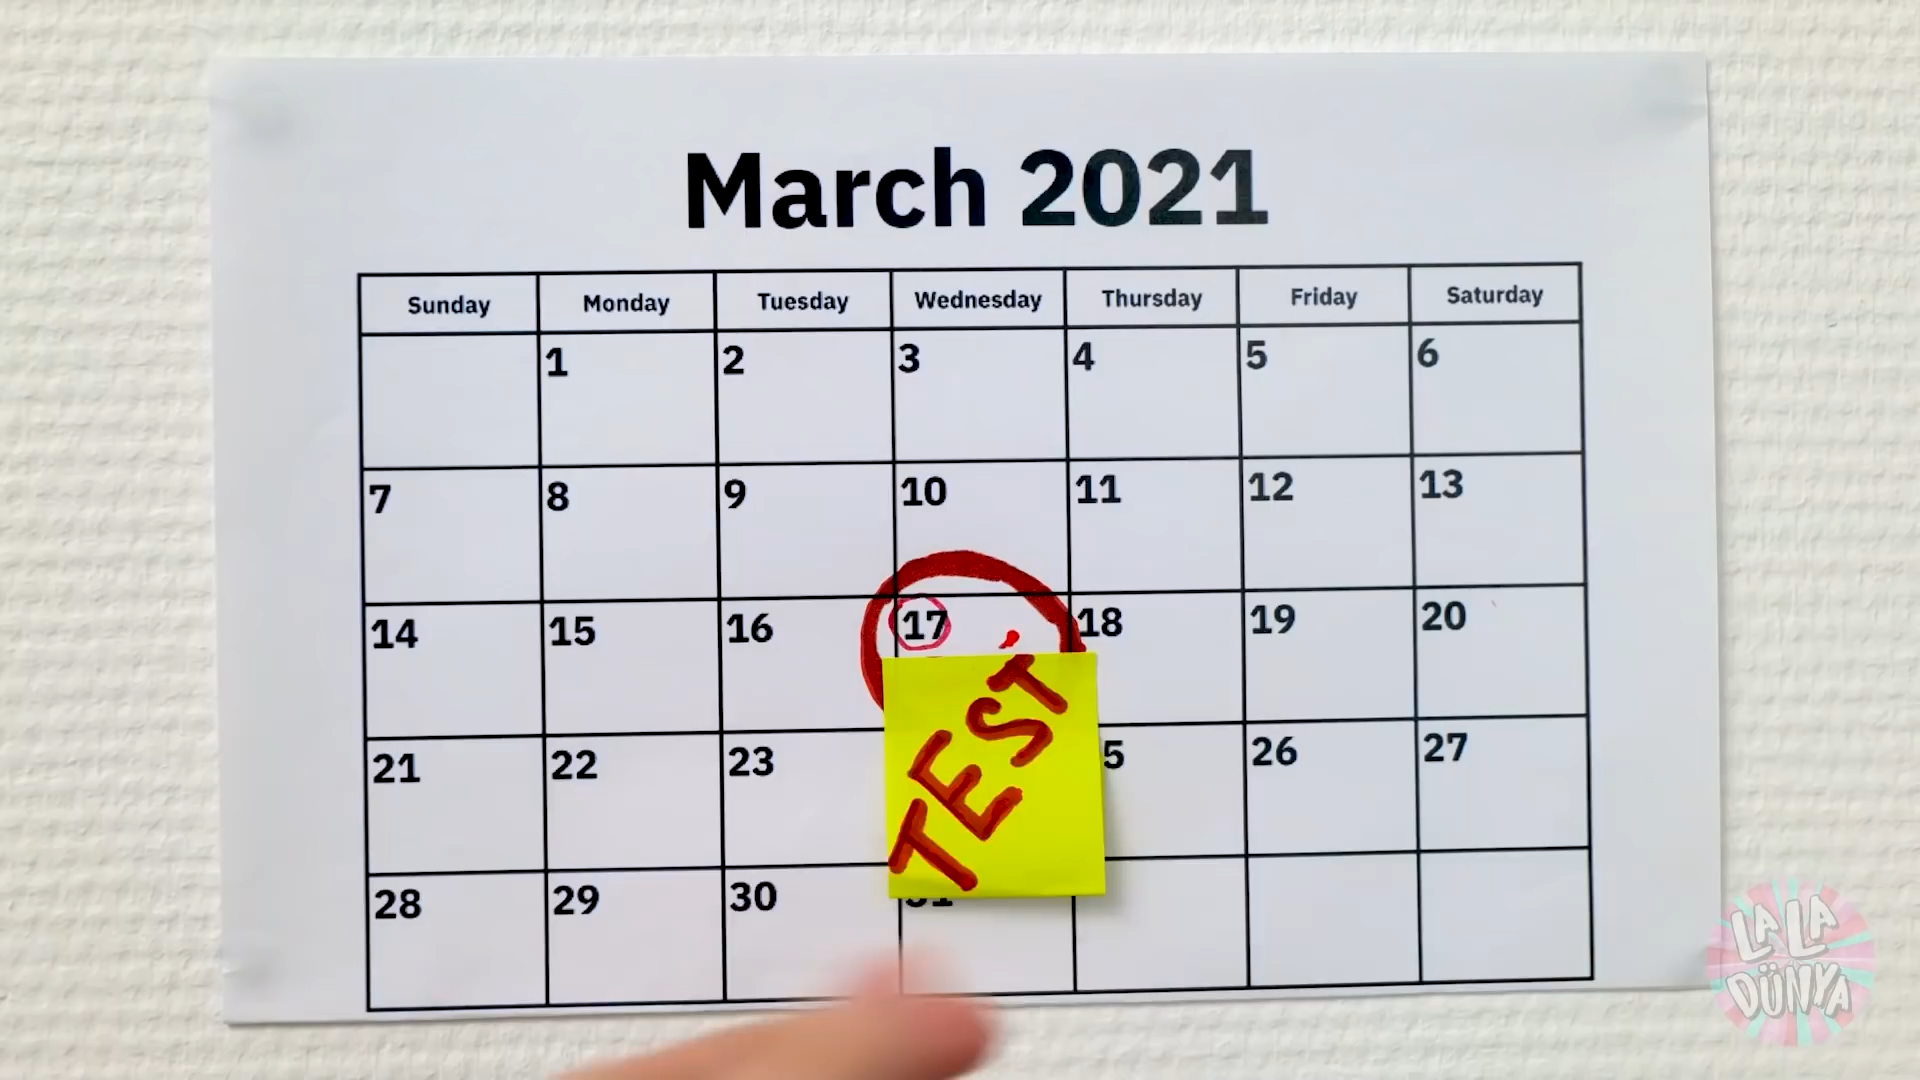 March 2021
Sunday Monday Tuesday Wednesday Thursday Friday Saturday
1 2 3 4 5 6
7 8 9 10 11 12 13
14 15 16 17 18 19 20
TEST
21 22 23 5 26 27
28 29 30 31
LA LA
DÜNYA